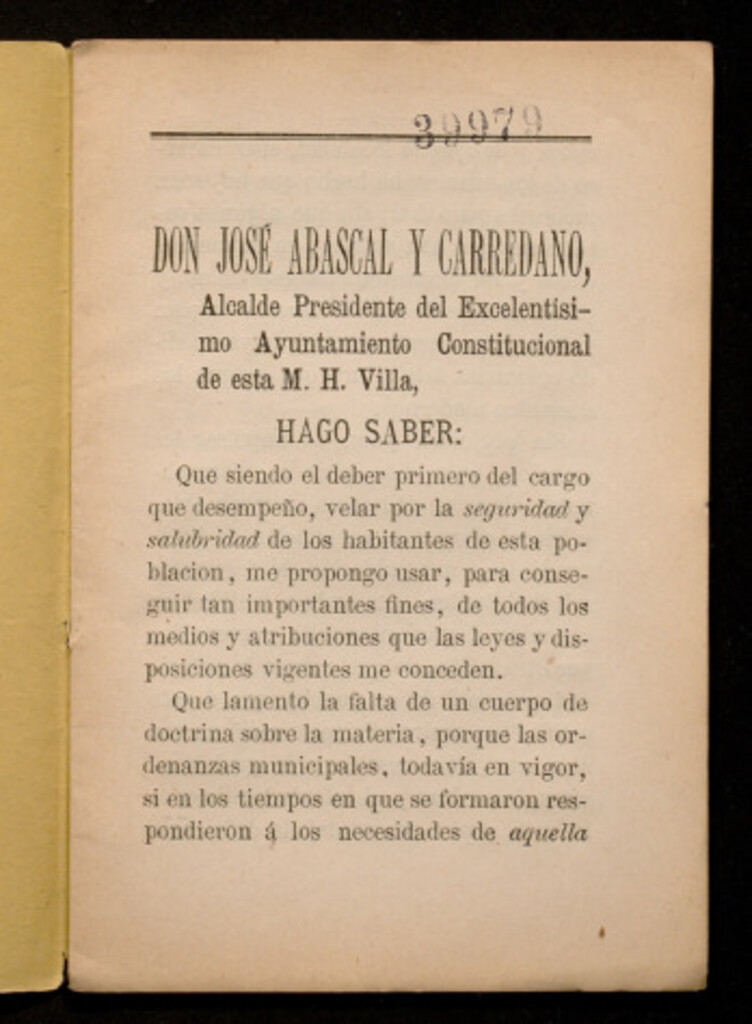 39979
DON JOSÉ ABASCAL Y CARREDANO,
Alcalde Presidente del Excelentísi-
mo Ayuntamiento Constitucional
de esta M. H. Villa,
HAGO SABER:
Que siendo el deber primero del cargo
que desempeño, velar por la seguridad y
salubridad de los habitantes de esta po-
blacion, me propongo usar, para conse-
guir tan importantes fines, de todos los
medios y atribuciones que las leyes y dis-
posiciones vigentes me conceden.
Que lamento la falta de un cuerpo de
doctrina sobre la materia, porque las or-
denanzas municipales, todavía en vigor,
si en los tiempos en que se formaron res-
pondieron á los necesidades de aquella